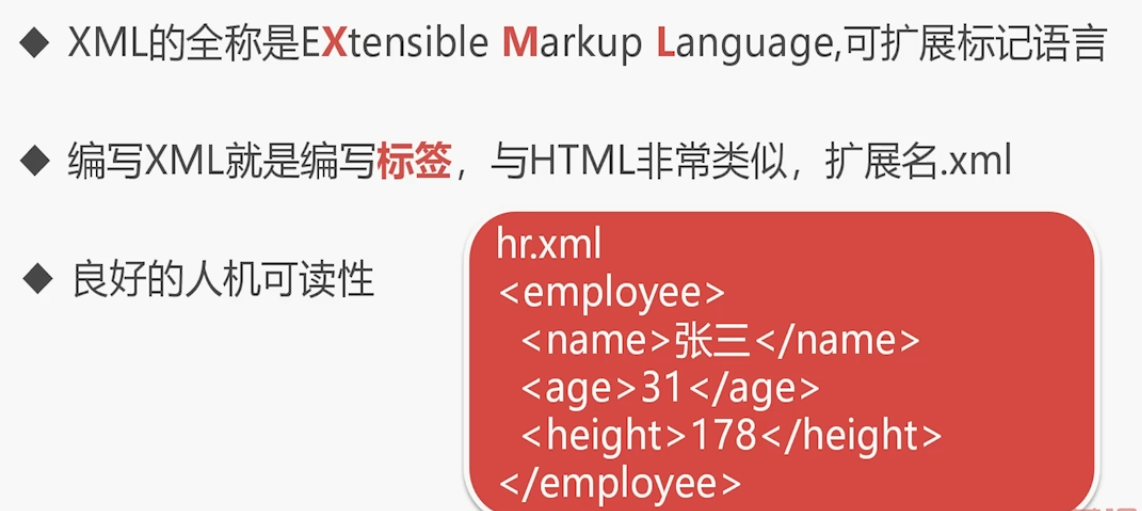 ◆ XML的全称是EXtensible Markup Language,可扩展标记语言
◆ 编写XML就是编写标签，与HTML非常类似，扩展名.xml
◆ 良好的人机可读性
hr.xml
<employee>
<name>张三</name>
<age>31</age>
<height>178</height>
</employee>